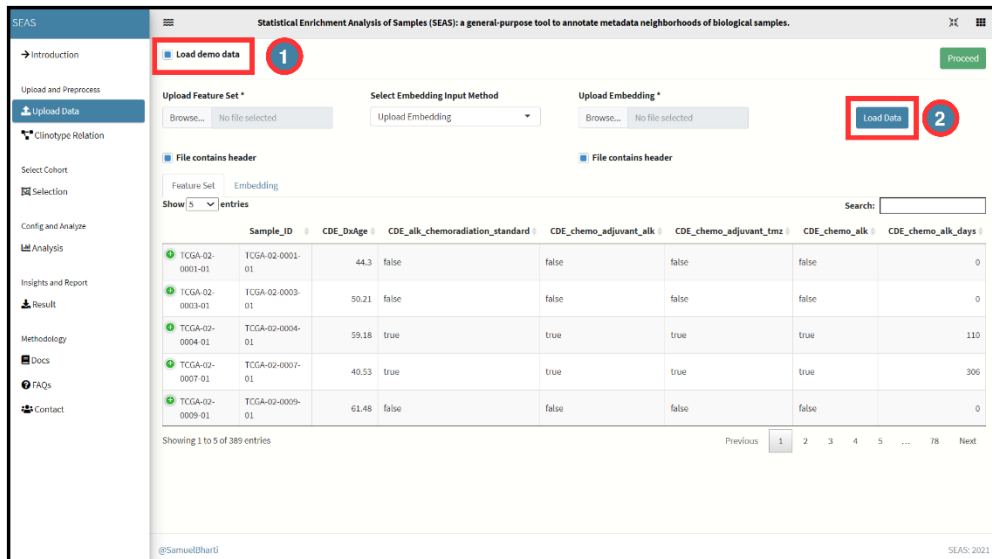 SEAS
Statistical Enrichment Analysis of Samples (SEAS): a general-purpose tool to annotate metadata neighborhoods of biological samples.
Introduction
Upload and Preprocess
Upload Data
Clinotype Relation
Select Cohort
Selection
Config and Analyze
Analysis
Insights and Report
Result
Methodology
Docs
FAQs
Contact
Load demo data
1
Proceed
Upload Feature Set *
Select Embedding Input Method
Upload Embedding *
Browse... No file selected
Upload Embedding
Browse... No file selected
Load Data
2
File contains header
File contains header
Feature Set Embedding
Show 5 entries
Search:
Sample_ID CDE_DxAge CDE_alk_chemoradiation_standard CDE_chemo_adjuvant_alk CDE_chemo_adjuvant_tmz CDE_chemo_alk CDE_chemo_alk_days
TCGA-02- TCGA-02-0001- 44.3 false false false false 0
0001-01 01
TCGA-02- TCGA-02-0003- 50.21 false false false false 0
0003-01 01
TCGA-02- TCGA-02-0004- 59.18 true true true true 110
0004-01 01
TCGA-02- TCGA-02-0007- 40.53 true true true true 306
0007-01 01
TCGA-02- TCGA-02-0009- 61.48 false false false false 0
0009-01 01
Showing 1 to 5 of 389 entries
Previous 1 2 3 4 5 ... 78 Next
@SamuelBharti
SEAS: 2021